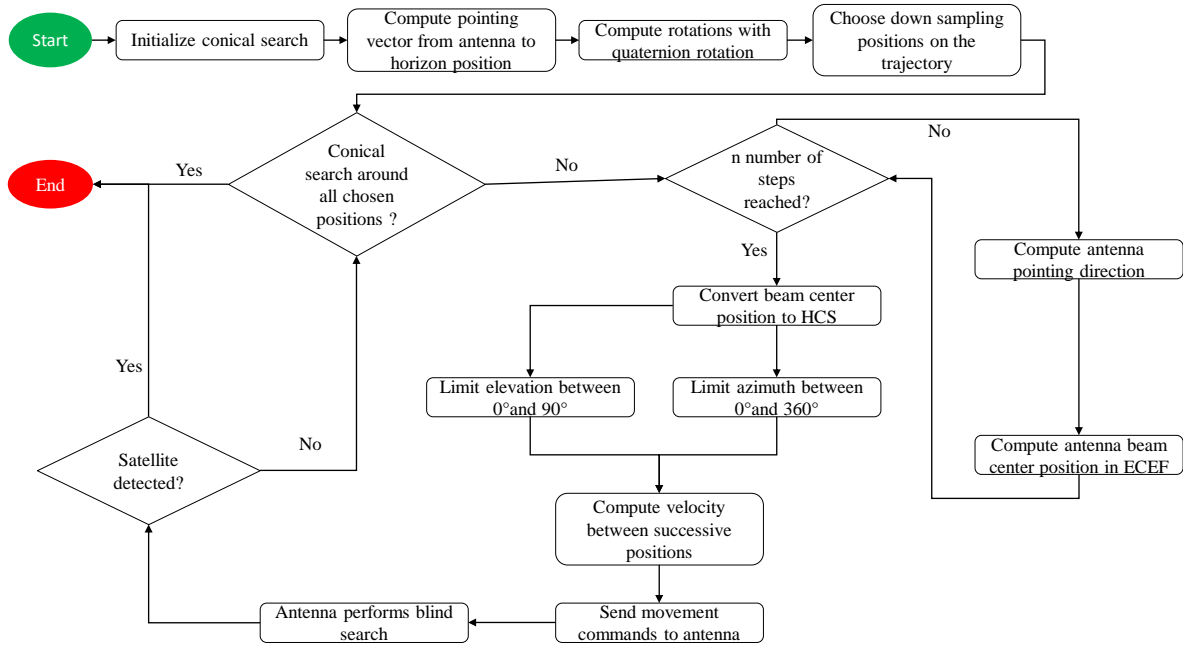 Start
Initialize conical search
Compute pointing
vector from antenna to
horizon position
Compute rotations with
quaternion rotation
Choose down sampling
positions on the
trajectory
Yes
End
Conical
search around
all chosen
positions ?
No
n number of
steps
reached?
No
Yes
Compute antenna
pointing direction
Convert beam center
position to HCS
Yes
Limit elevation between
0°and 90°
Limit azimuth between
0°and 360°
No
Satellite
detected?
Compute antenna beam
center position in ECEF
Compute velocity
between successive
positions
Antenna performs blind
search
Send movement
commands to antenna